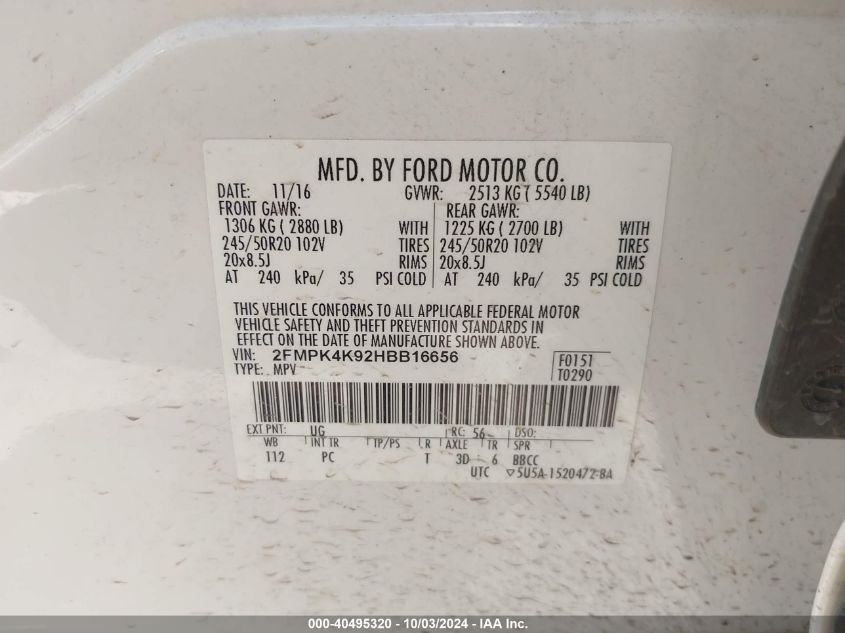 MFD. BY FORD MOTOR CO.
DATE: 11/16 GVWR: 2513 KG ( 5540 LB)
FRONT GAWR: REAR GAWR:
1306 KG ( 2880 LB) WITH 1225 KG ( 2700 LB) WITH
245/50R20 102V TIRES 245/50R20 102V TIRES
20x8.5J RIMS 20x8.5J RIMS
AT 240 kPa/ 35 PSI COLD AT 240 kPa/ 35 PSI COLD
THIS VEHICLE CONFORMS TO ALL APPLICABLE FEDERAL MOTOR
VEHICLE SAFETY AND THEFT PREVENTION STANDARDS IN
EFFECT ON THE DATE OF MANUFACTURE SHOWN ABOVE.
VIN: 2FMPK4K92HBB16656 F0151
TYPE: MPV T0290
EXT PNT: UG RC: 56 DSO:
WB INT TR TP/PS R AXLE TR SPR
112 PC T 3D 6 BBCC
UTC ▽5U5A-1520472-BA
000-40495320 - 10/03/2024 - IAA Inc.